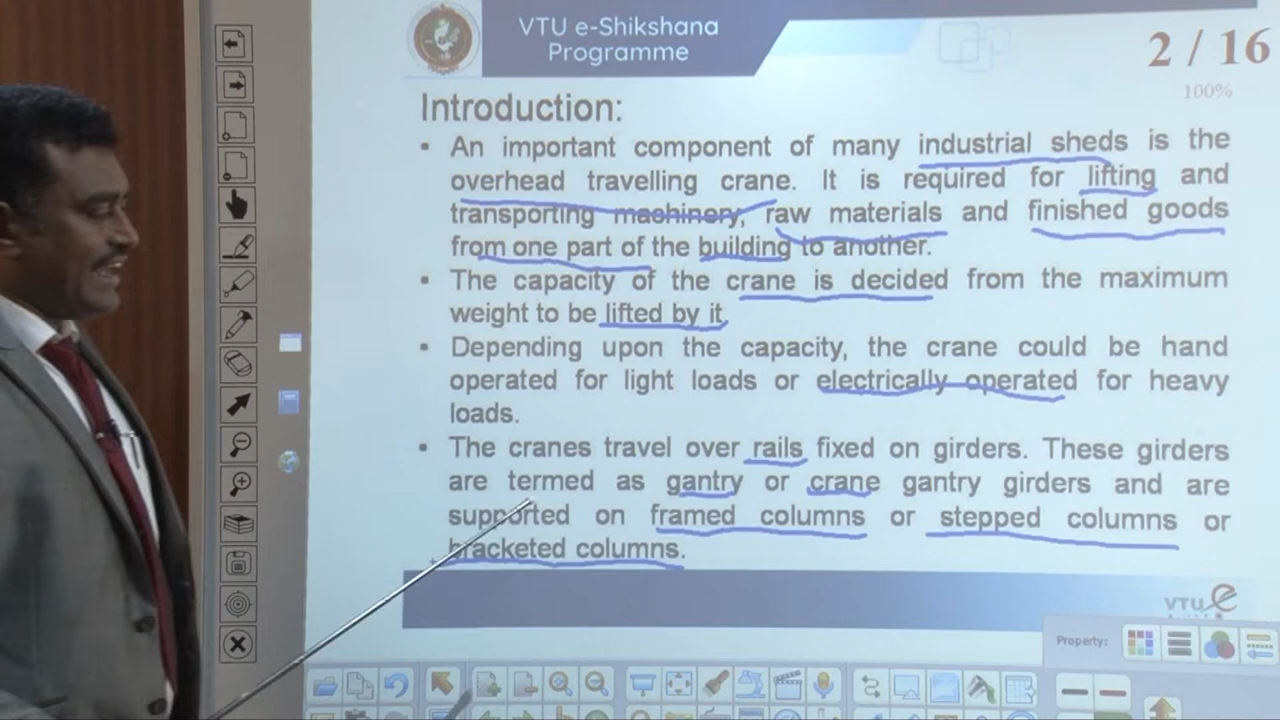 VTU e-Shikshana
Programme
2 / 16
100%
Introduction:
• An important component of many industrial sheds is the
overhead travelling crane. It is required for lifting and
transporting machinery, raw materials and finished goods
from one part of the building to another.
• The capacity of the crane is decided from the maximum
weight to be lifted by it.
• Depending upon the capacity, the crane could be hand
operated for light loads or electrically operated for heavy
loads.
• The cranes travel over rails fixed on girders. These girders
are termed as gantry or crane gantry girders and are
supported on framed columns or stepped columns or
bracketed columns.
VTU e
Property: